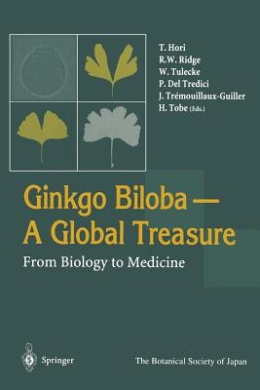 T. Hori
R.W. Ridge
W. Tulecke
P. Del Tredici
J. Trémouillaux-Guiller
H. Tobe (Eds.)
Ginkgo Biloba—
A Global Treasure
From Biology to Medicine
Springer
The Botanical Society of Japan